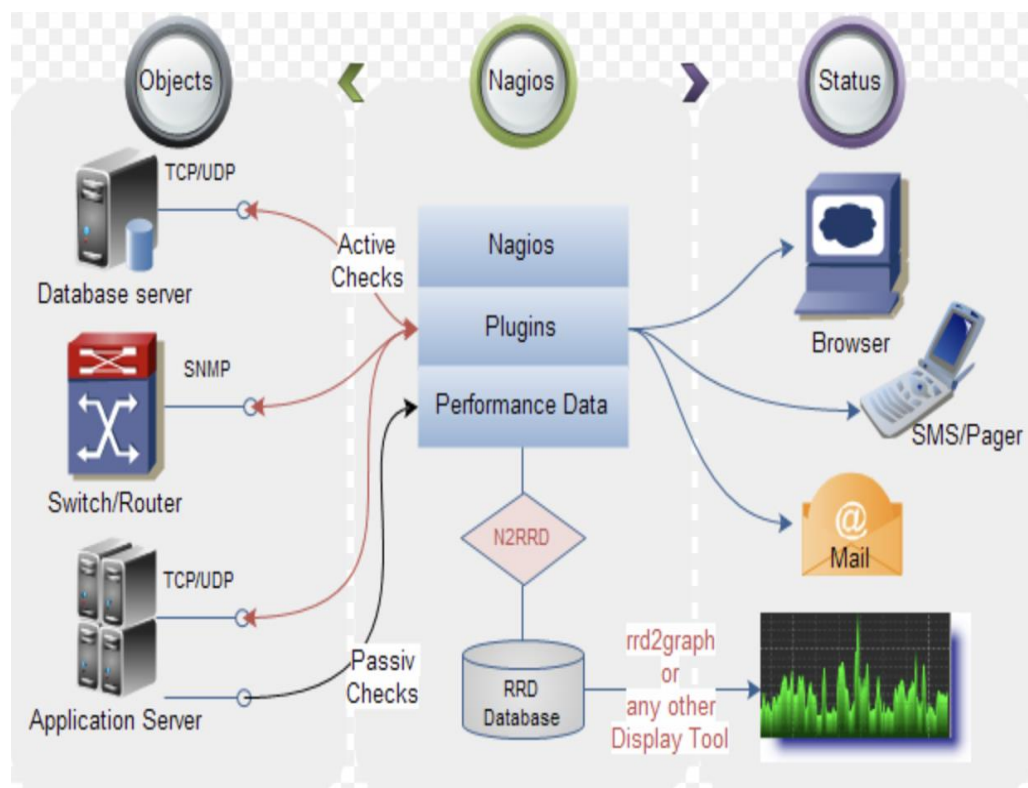 Objects
Nagios
Status
TCP/UDP
Database server
Active
Checks
Nagios
Plugins
Performance Data
Browser
SNMP
Switch/Router
SMS/Pager
N2RRD
@
Mail
TCP/UDP
Application Server
Passiv
Checks
RRD
Database
rrd2graph
or
any other
Display Tool